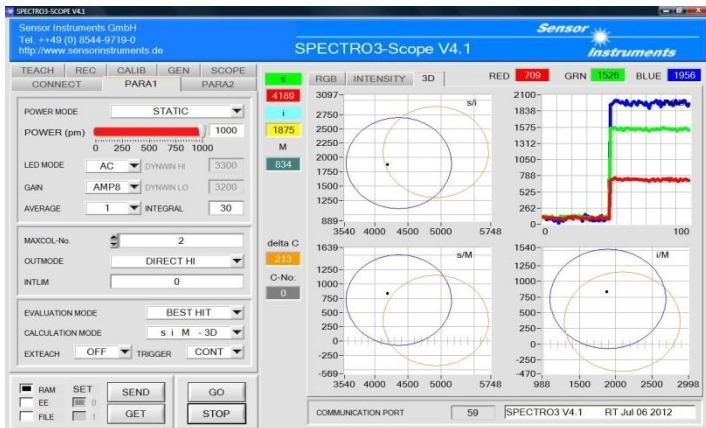 SPECTRO3-SCOPE V4.1
Sensor Instruments GmbH
Tel. ++49 (0) 8544-9719-0
http://www.sensorinstruments.de
SPECTRO3-Scope V4.1
Sensor
Instruments
TEACH REC CALIB GEN SCOPE
CONNECT PARA1 PARA2
POWER MODE STATIC
POWER (pm) 1000
0 250 500 750 1000
LED MODE AC DYNWIN HI 3300
GAIN AMP8 DYNWIN LO 3200
AVERAGE 1 INTEGRAL 30
MAXCOL-No. 2
OUTMODE DIRECT HI
INTLIM 0
EVALUATION MODE BEST HIT
CALCULATION MODE s i M - 3D
EXTEACH OFF TRIGGER CONT
RAM SET SEND GO
EE 0
FILE 1 GET STOP
s
4189
i
1875
M
834
delta C
213
C-No:
0
RGB INTENSITY 3D RED 709 GRN 1526 BLUE 1956
s/i
3097
2750
2500
2250
2000
1750
1500
1250
889
3540 4000 4500 5000 5748
2100
1838
1575
1312
1050
788
525
262
0
0 100
s/M
1639
1250
1000
750
500
250
0
-250
-569
3540 4000 4500 5000 5748
i/M
1540
1250
1000
750
500
250
0
-250
-470
988 1500 2000 2500 2998
COMMUNICATION PORT 59 SPECTRO3 V4.1 RT Jul 06 2012